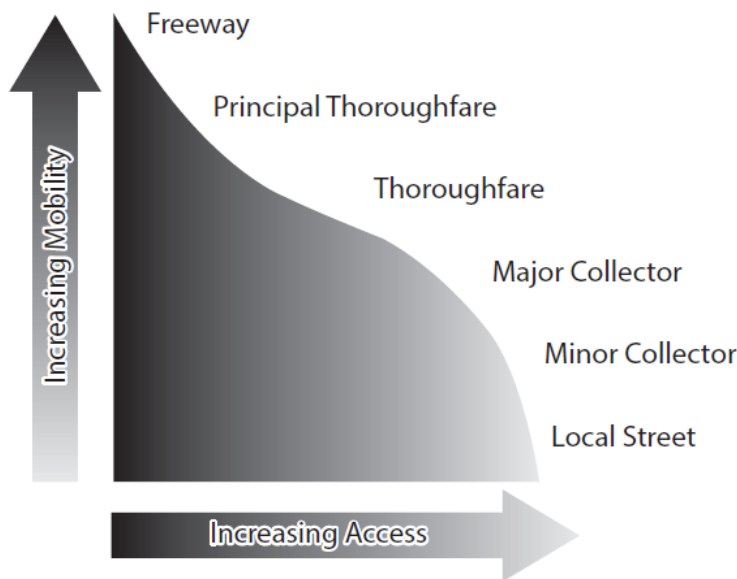 Freeway
Principal Thoroughfare
Thoroughfare
Major Collector
Minor Collector
Local Street
Increasing Mobility
Increasing Access